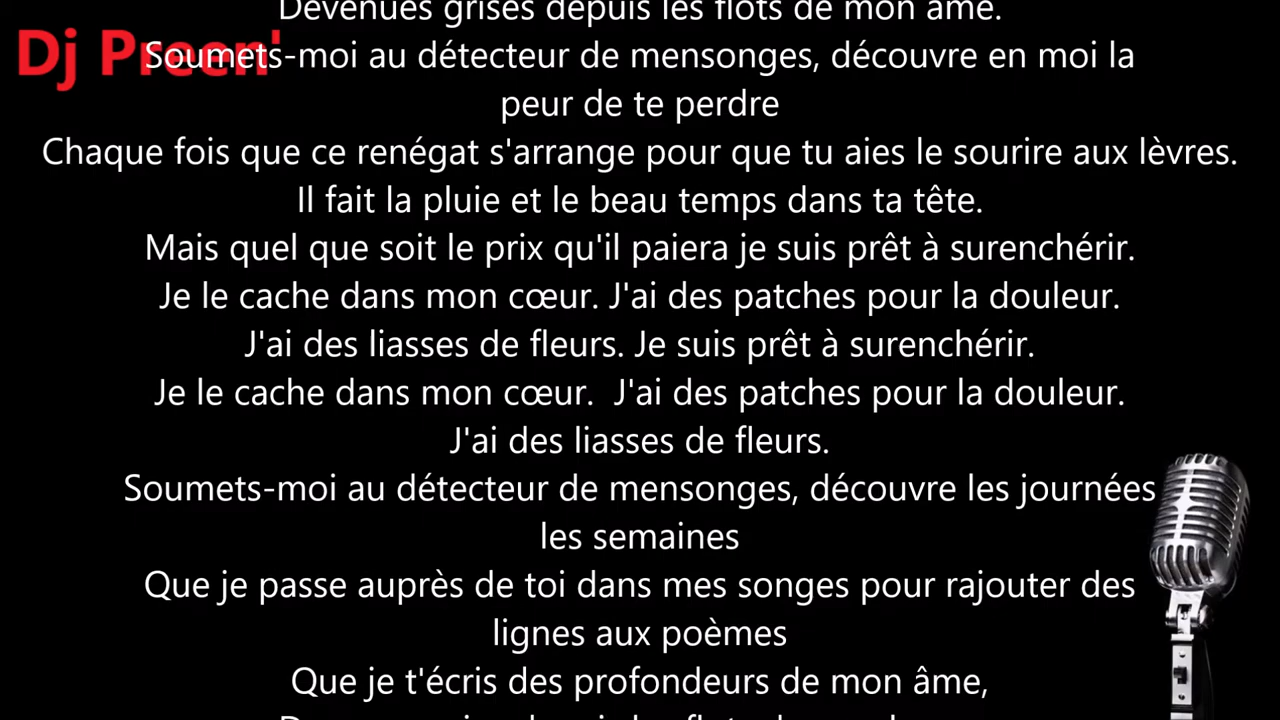 Devenues grises depuis les flots de mon âme.
Dj Preen'
Soumets-moi au détecteur de mensonges, découvre en moi la
peur de te perdre
Chaque fois que ce renégat s'arrange pour que tu aies le sourire aux lèvres.
Il fait la pluie et le beau temps dans ta tête.
Mais quel que soit le prix qu'il paiera je suis prêt à surenchérir.
Je le cache dans mon cœur. J'ai des patches pour la douleur.
J'ai des liasses de fleurs. Je suis prêt à surenchérir.
Je le cache dans mon cœur.  J'ai des patches pour la douleur.
J'ai des liasses de fleurs.
Soumets-moi au détecteur de mensonges, découvre les journées
les semaines
Que je passe auprès de toi dans mes songes pour rajouter des
lignes aux poèmes
Que je t'écris des profondeurs de mon âme,